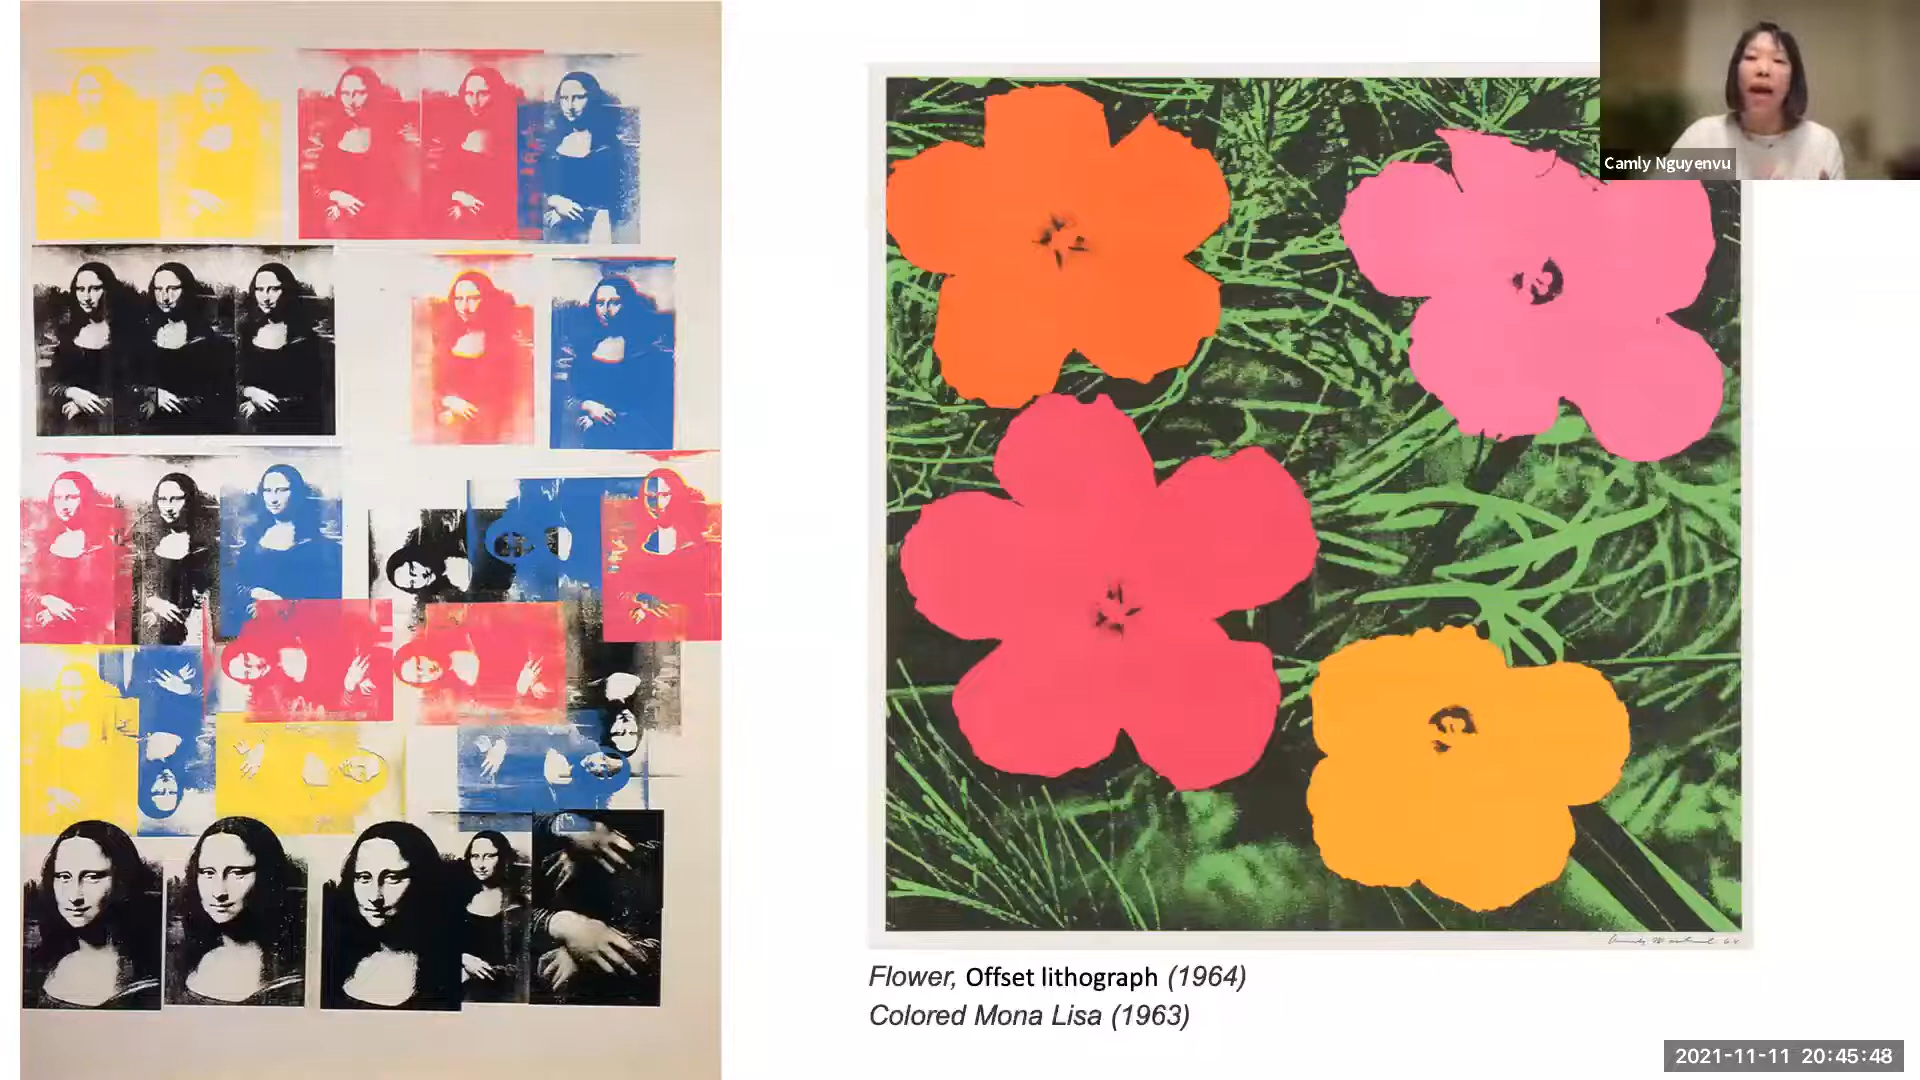 Camly Nguyenvu
Flower, Offset lithograph (1964)
Colored Mona Lisa (1963)
2021-11-11 20:45:48